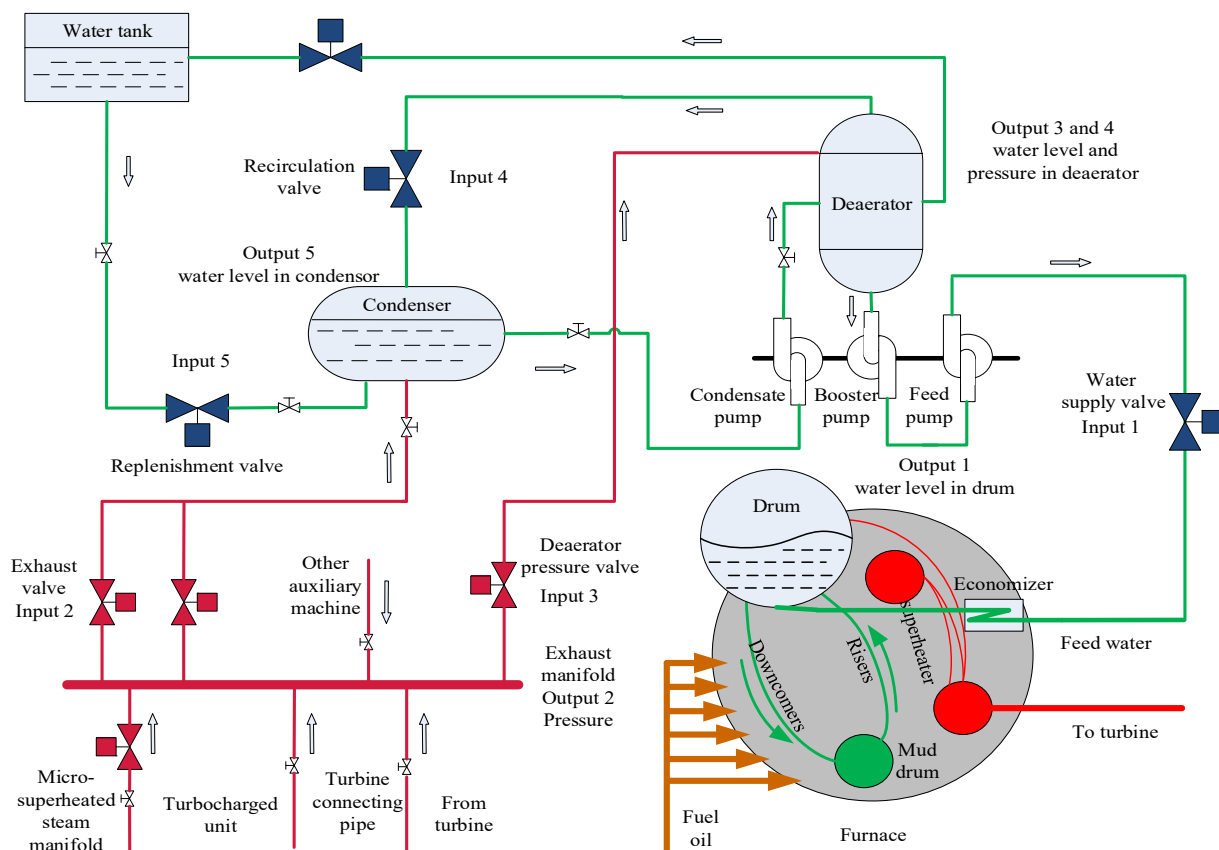 Water tank
Recirculation
valve
Input 4
Output 3 and 4
water level and
pressure in deaerator
Deaerator
Output 5
water level in condensor
Condenser
Input 5
Replenishment valve
Condensate
pump
Booster
pump
Feed
pump
Water
supply valve
Input 1
Output 1
water level in drum
Drum
Exhaust
valve
Input 2
Other
auxiliary
machine
Deaerator
pressure valve
Input 3
Economizer
superheater
Feed water
Downcomers
Risers
Exhaust
manifold
Output 2
Pressure
To turbine
Mud
drum
Micro-
superheated
steam
manifold
Turbocharged
unit
Turbine
connecting
pipe
From
turbine
Fuel
oil
Furnace